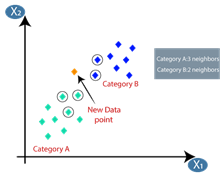 X2
Category A:3 neighbors
Category B:2 neighbors
Category B
New Data
point
Category A
X1